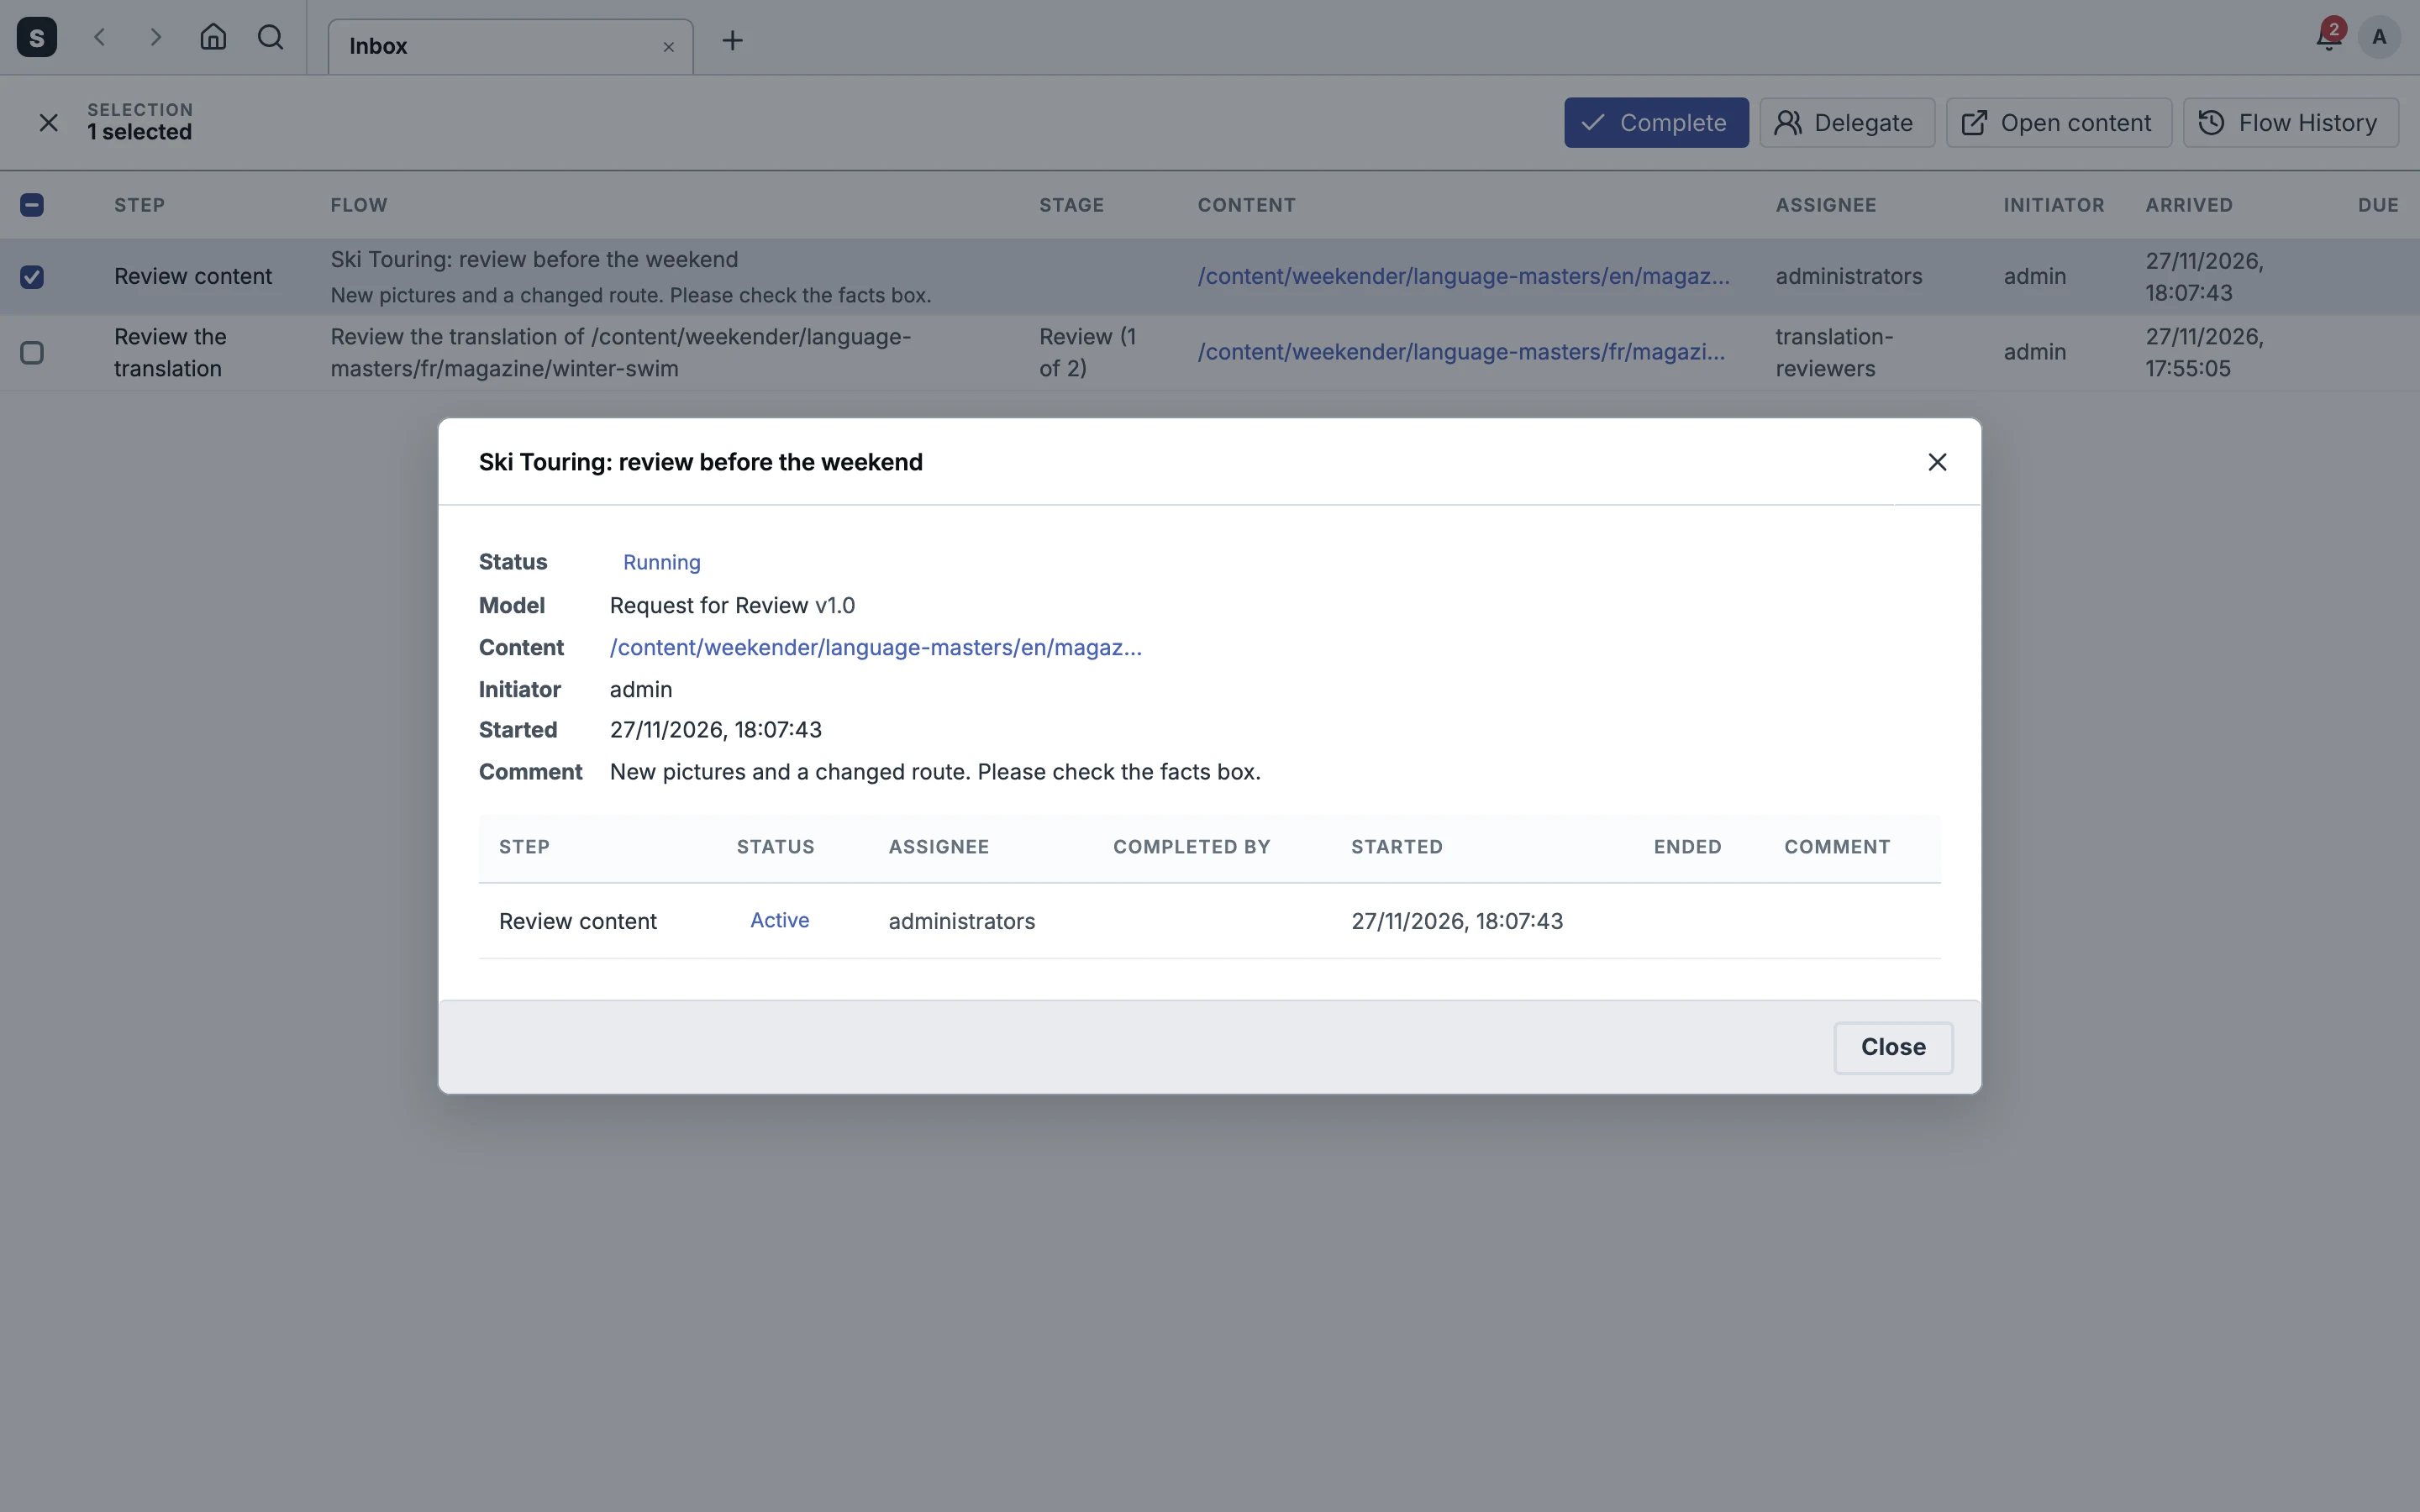 S
Inbox
2
A
SELECTION
1 selected
Complete
Delegate
Open content
Flow History
STEP
FLOW
STAGE
CONTENT
ASSIGNEE
INITIATOR
ARRIVED
DUE
Review content
Ski Touring: review before the weekend
New pictures and a changed route. Please check the facts box.
/content/weekender/language-masters/en/magaz...
administrators
admin
27/11/2026,
18:07:43
Review the
translation
Review the translation of /content/weekender/language-
masters/fr/magazine/winter-swim
Review (1
of 2)
/content/weekender/language-masters/fr/magazi...
translation-
reviewers
admin
27/11/2026,
17:55:05
Ski Touring: review before the weekend
Status Running
Model Request for Review v1.0
Content /content/weekender/language-masters/en/magaz...
Initiator admin
Started 27/11/2026, 18:07:43
Comment New pictures and a changed route. Please check the facts box.
STEP STATUS ASSIGNEE COMPLETED BY STARTED ENDED COMMENT
Review content Active administrators 27/11/2026, 18:07:43
Close